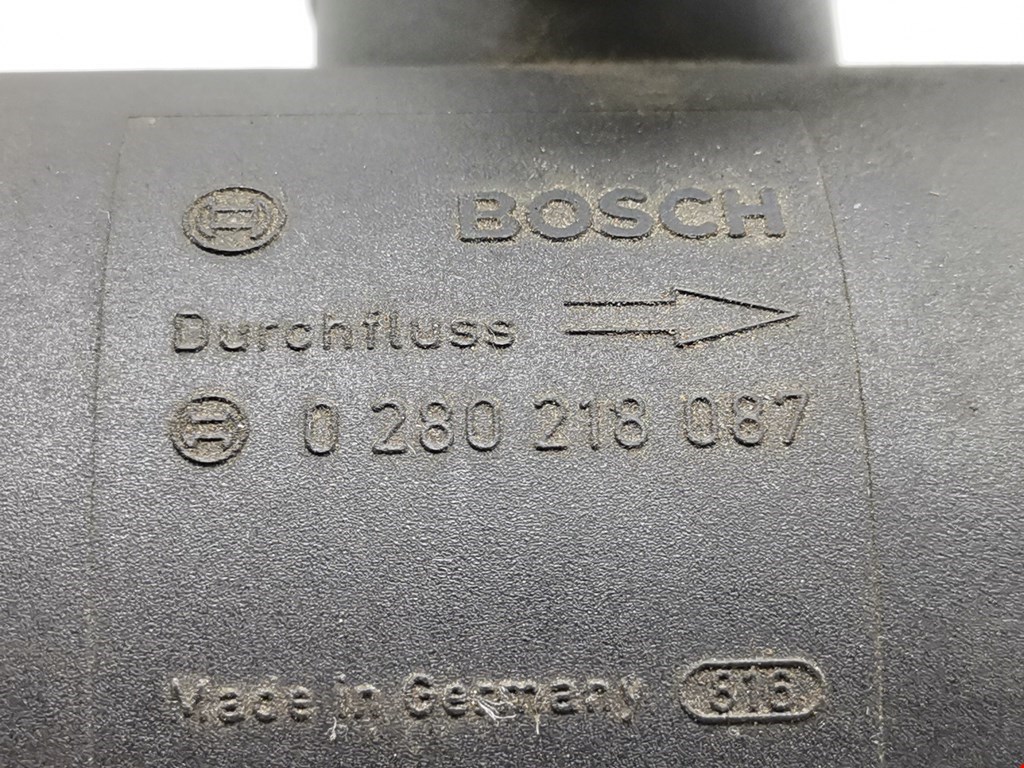 BOSCH
Durchfluss
0 280 218 087
Made in Germany 816